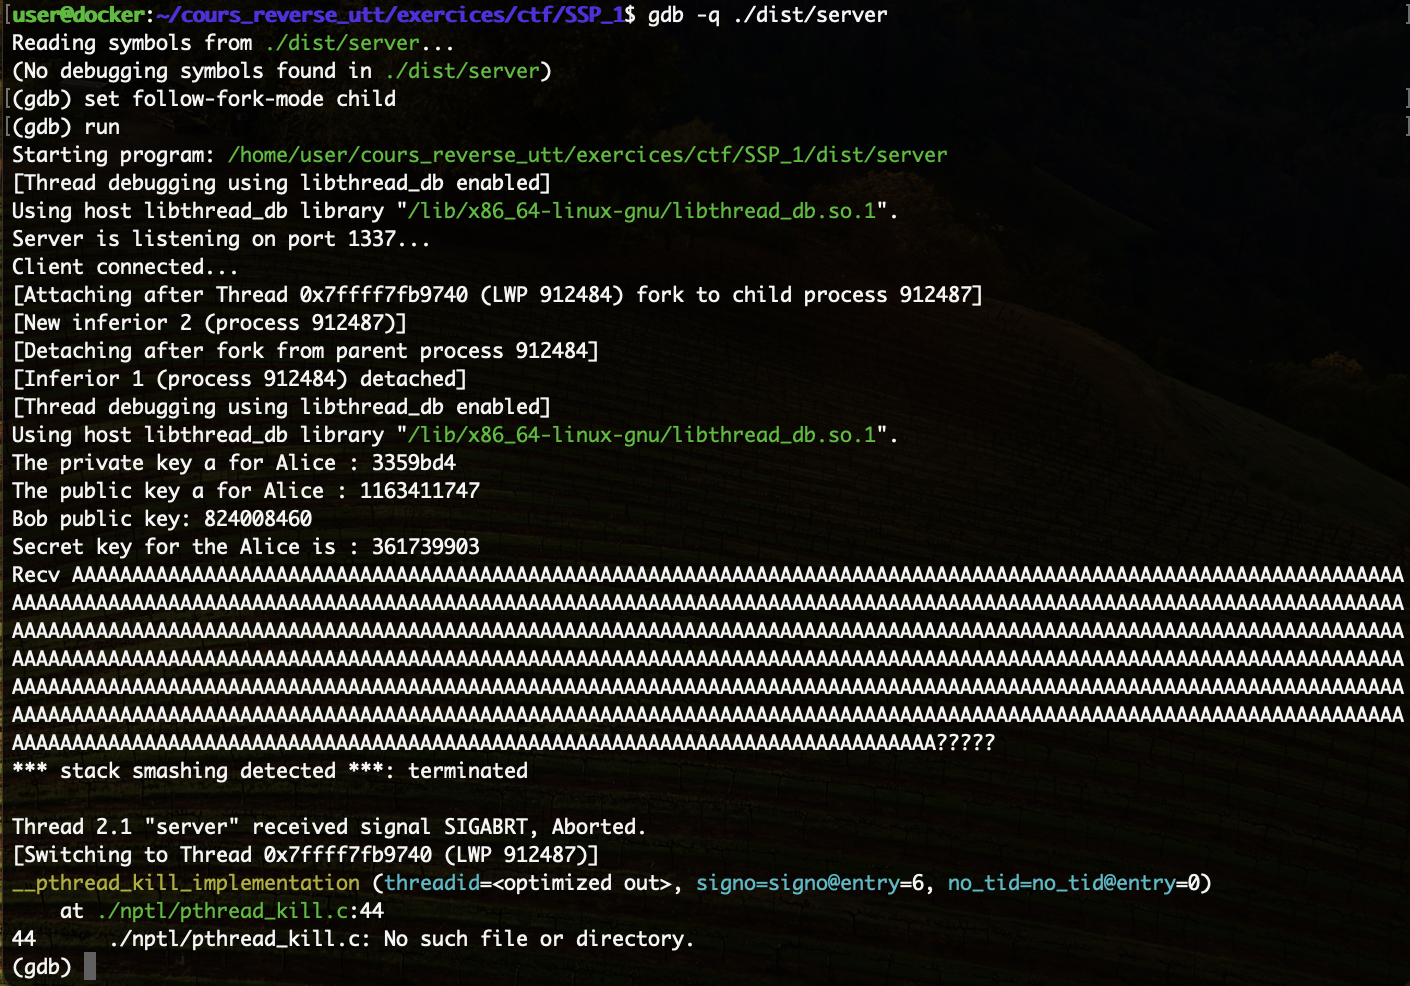 user@docker:~/cours_reverse_utt/exercices/ctf/SSP_1$ gdb -q ./dist/server
Reading symbols from ./dist/server...
(No debugging symbols found in ./dist/server)
(gdb) set follow-fork-mode child
(gdb) run
Starting program: /home/user/cours_reverse_utt/exercices/ctf/SSP_1/dist/server
[Thread debugging using libthread_db enabled]
Using host libthread_db library "/lib/x86_64-linux-gnu/libthread_db.so.1".
Server is listening on port 1337...
Client connected...
[Attaching after Thread 0x7ffff7fb9740 (LWP 912484) fork to child process 912487]
[New inferior 2 (process 912487)]
[Detaching after fork from parent process 912484]
[Inferior 1 (process 912484) detached]
[Thread debugging using libthread_db enabled]
Using host libthread_db library "/lib/x86_64-linux-gnu/libthread_db.so.1".
The private key a for Alice : 3359bd4
The public key a for Alice : 1163411747
Bob public key: 824008460
Secret key for the Alice is : 361739903
Recv AAAAAAAAAAAAAAAAAAAAAAAAAAAAAAAAAAAAAAAAAAAAAAAAAAAAAAAAAAAAAAAAAAAAAAAAAAAAAAAAAAAAAAAAAAAAAAAAAAAAAAAAAAAAAAA
AAAAAAAAAAAAAAAAAAAAAAAAAAAAAAAAAAAAAAAAAAAAAAAAAAAAAAAAAAAAAAAAAAAAAAAAAAAAAAAAAAAAAAAAAAAAAAAAAAAAAAAAAAAAAAAAAAAA
AAAAAAAAAAAAAAAAAAAAAAAAAAAAAAAAAAAAAAAAAAAAAAAAAAAAAAAAAAAAAAAAAAAAAAAAAAAAAAAAAAAAAAAAAAAAAAAAAAAAAAAAAAAAAAAAAAAA
AAAAAAAAAAAAAAAAAAAAAAAAAAAAAAAAAAAAAAAAAAAAAAAAAAAAAAAAAAAAAAAAAAAAAAAAAAAAAAAAAAAAAAAAAAAAAAAAAAAAAAAAAAAAAAAAAAAA
AAAAAAAAAAAAAAAAAAAAAAAAAAAAAAAAAAAAAAAAAAAAAAAAAAAAAAAAAAAAAAAAAAAAAAAAAAAAAAAAAAAAAAAAAAAAAAAAAAAAAAAAAAAAAAAAAAAA
AAAAAAAAAAAAAAAAAAAAAAAAAAAAAAAAAAAAAAAAAAAAAAAAAAAAAAAAAAAAAAAAAAAAAAAAAAAAAAAAAAAAAAAAAAAAAAAAAAAAAAAAAAAAAAAAAAAA
AAAAAAAAAAAAAAAAAAAAAAAAAAAAAAAAAAAAAAAAAAAAAAAAAAAAAAAAAAAAAAAAAAAAAAAAAAAAA?????
*** stack smashing detected ***: terminated
Thread 2.1 "server" received signal SIGABRT, Aborted.
[Switching to Thread 0x7ffff7fb9740 (LWP 912487)]
__pthread_kill_implementation (threadid=<optimized out>, signo=signo@entry=6, no_tid=no_tid@entry=0)
    at ./nptl/pthread_kill.c:44
44      ./nptl/pthread_kill.c: No such file or directory.
(gdb)